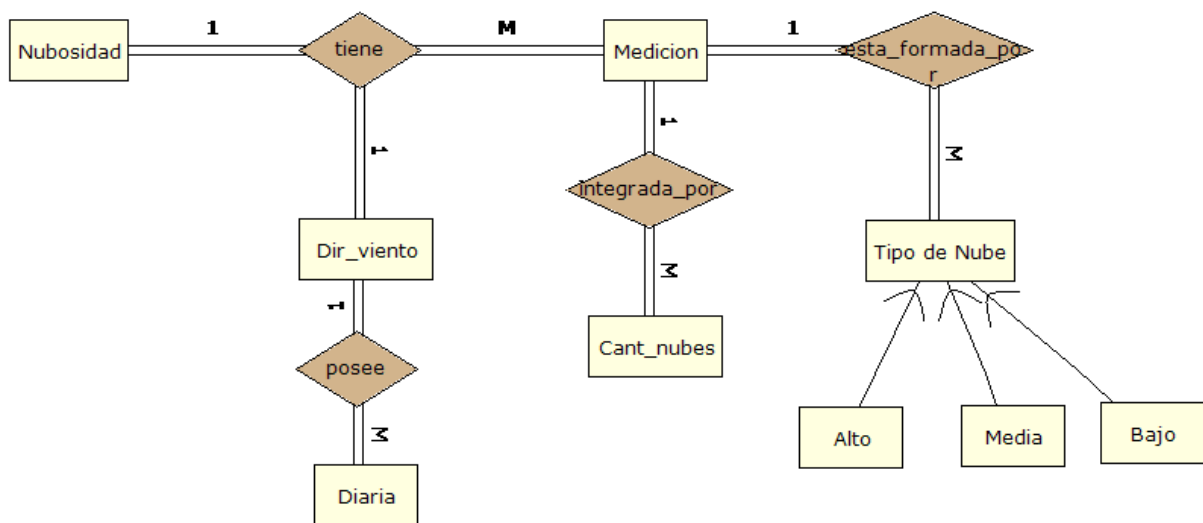 Nubosidad
1
tiene
M
Medicion
1
esta_formada_po
r
1
1
M
integrada_por
Dir_viento
Tipo de Nube
1
M
Cant_nubes
posee
M
Alto
Media
Bajo
Diaria